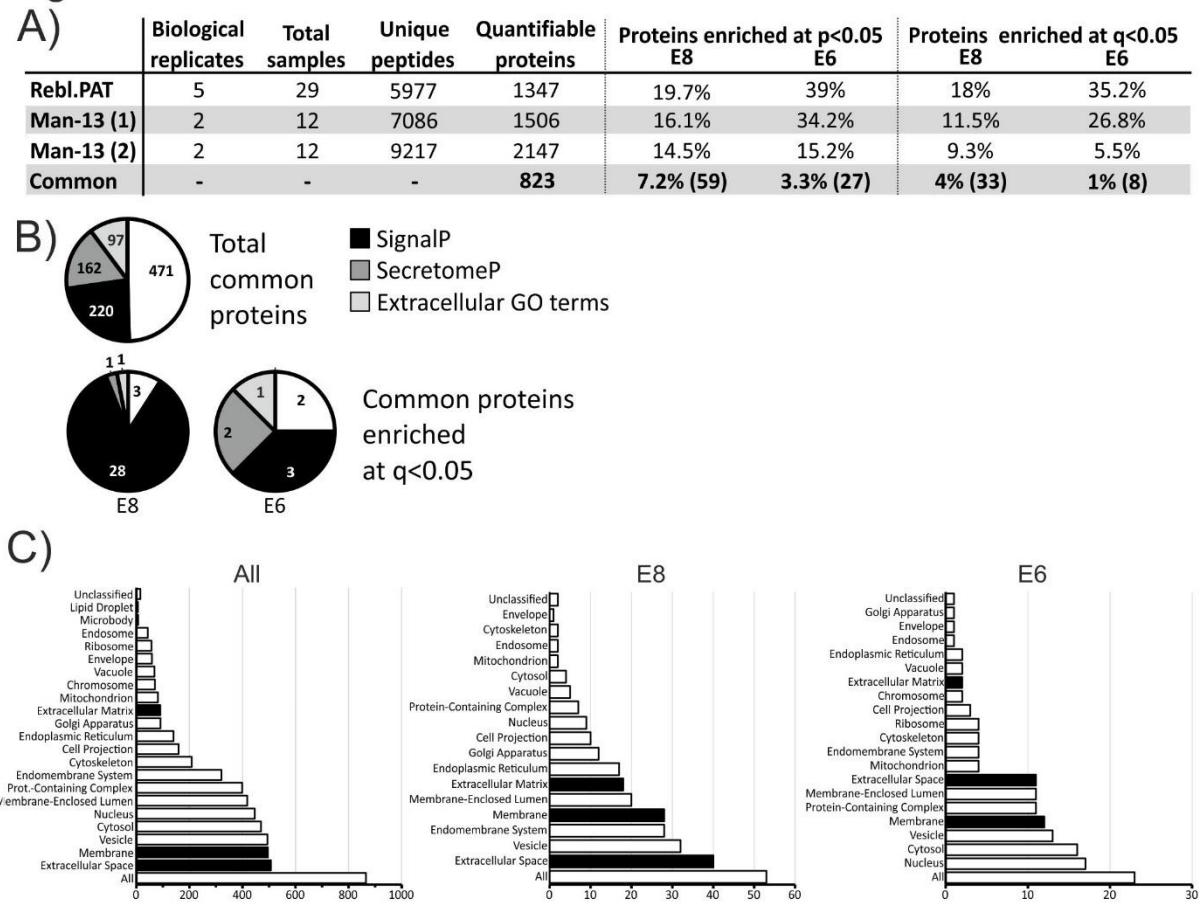 A)
Biological replicates Total samples Unique peptides Quantifiable proteins Proteins enriched at p<0.05 Proteins enriched at q<0.05
E8 E6 E8 E6
Rebl.PAT 5 29 5977 1347 19.7% 39% 18% 35.2%
Man-13 (1) 2 12 7086 1506 16.1% 34.2% 11.5% 26.8%
Man-13 (2) 2 12 9217 2147 14.5% 15.2% 9.3% 5.5%
Common - - - 823 7.2% (59) 3.3% (27) 4% (33) 1% (8)
B)
97
162
471
220
Total
common
proteins
SignalP
SecretomeP
Extracellular GO terms
1 1
3
28
E8
1
2
2
3
E6
Common proteins
enriched
at q<0.05
C)
All
Unclassified
Lipid Droplet
Microbody
Endosome
Ribosome
Envelope
Vacuole
Chromosome
Mitochondrion
Extracellular Matrix
Golgi Apparatus
Endoplasmic Reticulum
Cell Projection
Cytoskeleton
Endomembrane System
Prot.-Containing Complex
Membrane-Enclosed Lumen
Nucleus
Cytosol
Vesicle
Membrane
Extracellular Space
All
0 200 400 600 800 1000
E8
Unclassified
Envelope
Cytoskeleton
Endosome
Mitochondrion
Cytosol
Vacuole
Protein-Containing Complex
Nucleus
Cell Projection
Golgi Apparatus
Endoplasmic Reticulum
Extracellular Matrix
Membrane-Enclosed Lumen
Membrane
Endomembrane System
Vesicle
Extracellular Space
All
0 10 20 30 40 50 60
E6
Unclassified
Golgi Apparatus
Envelope
Endosome
Endoplasmic Reticulum
Vacuole
Extracellular Matrix
Chromosome
Cell Projection
Ribosome
Cytoskeleton
Endomembrane System
Mitochondrion
Extracellular Space
Membrane-Enclosed Lumen
Protein-Containing Complex
Membrane
Vesicle
Cytosol
Nucleus
All
0 10 20 30